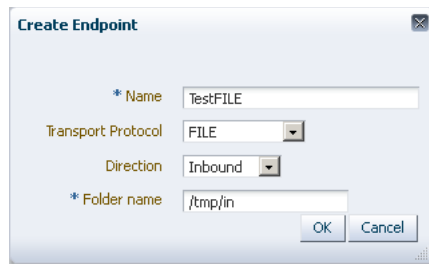 Create Endpoint
* Name TestFILE
Transport Protocol FILE
Direction Inbound
* Folder name /tmp/in
OK Cancel